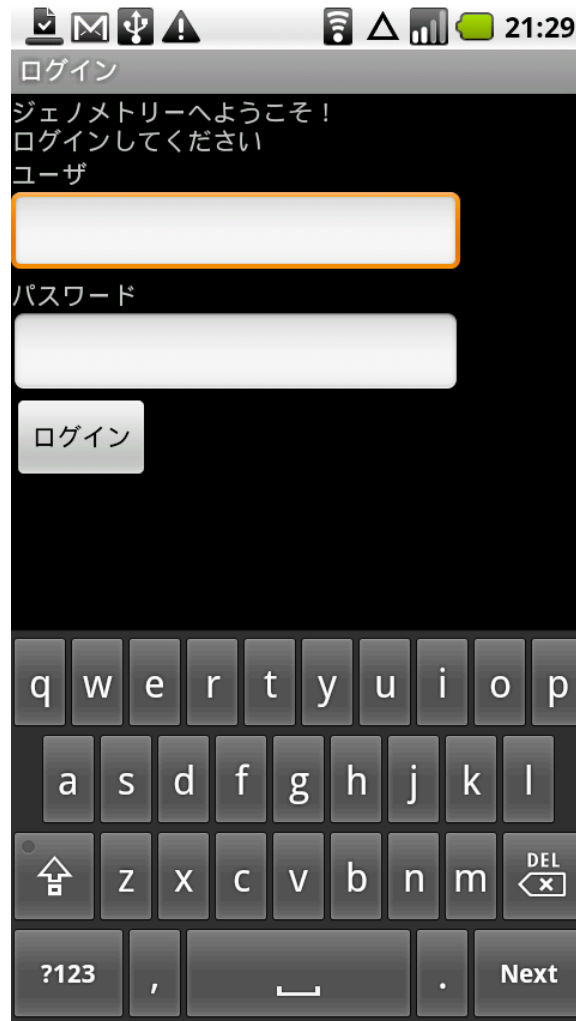 21:29
ログイン
ジェノメトリーへようこそ！
ログインしてください
ユーザ
パスワード
ログイン
q w e r t y u i o p
a s d f g h j k l
z x c v b n m DEL
?123 , . Next